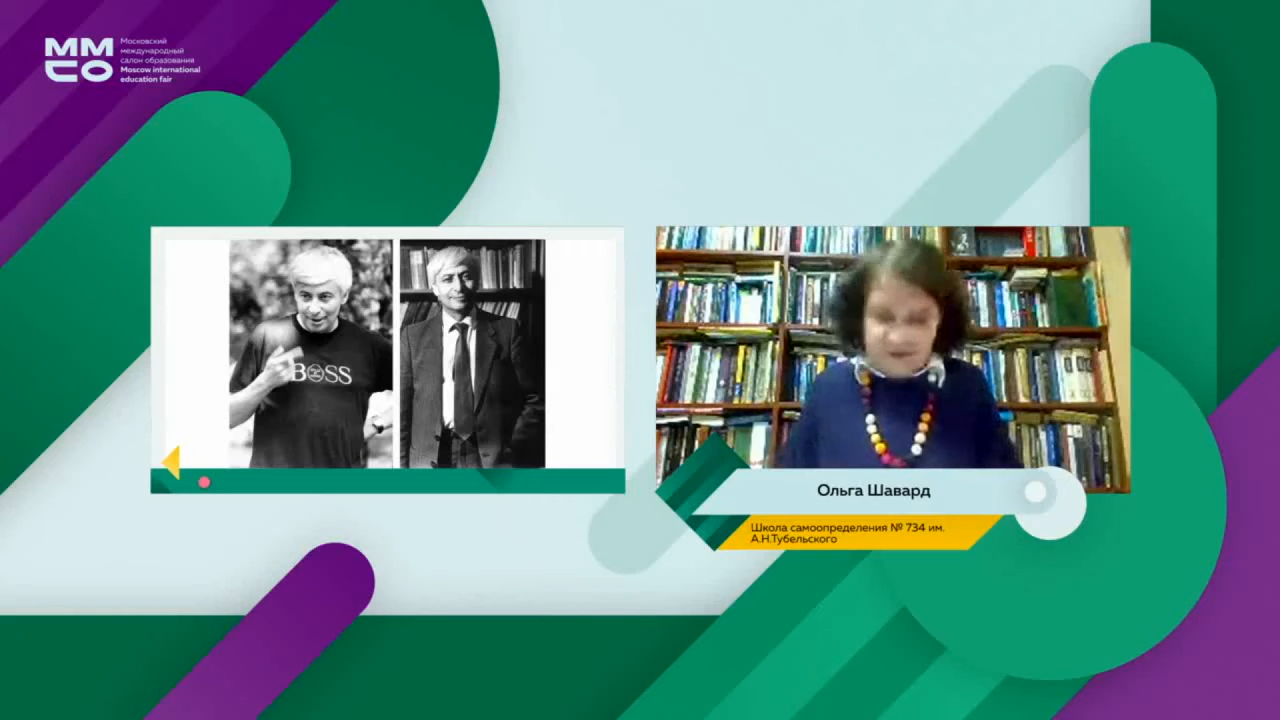 ММ
СО
Московский
международный
салон образования
Moscow international
education fair
BOSS
Ольга Шавард
Школа самоопределения № 734 им.
А.Н.Тубельского